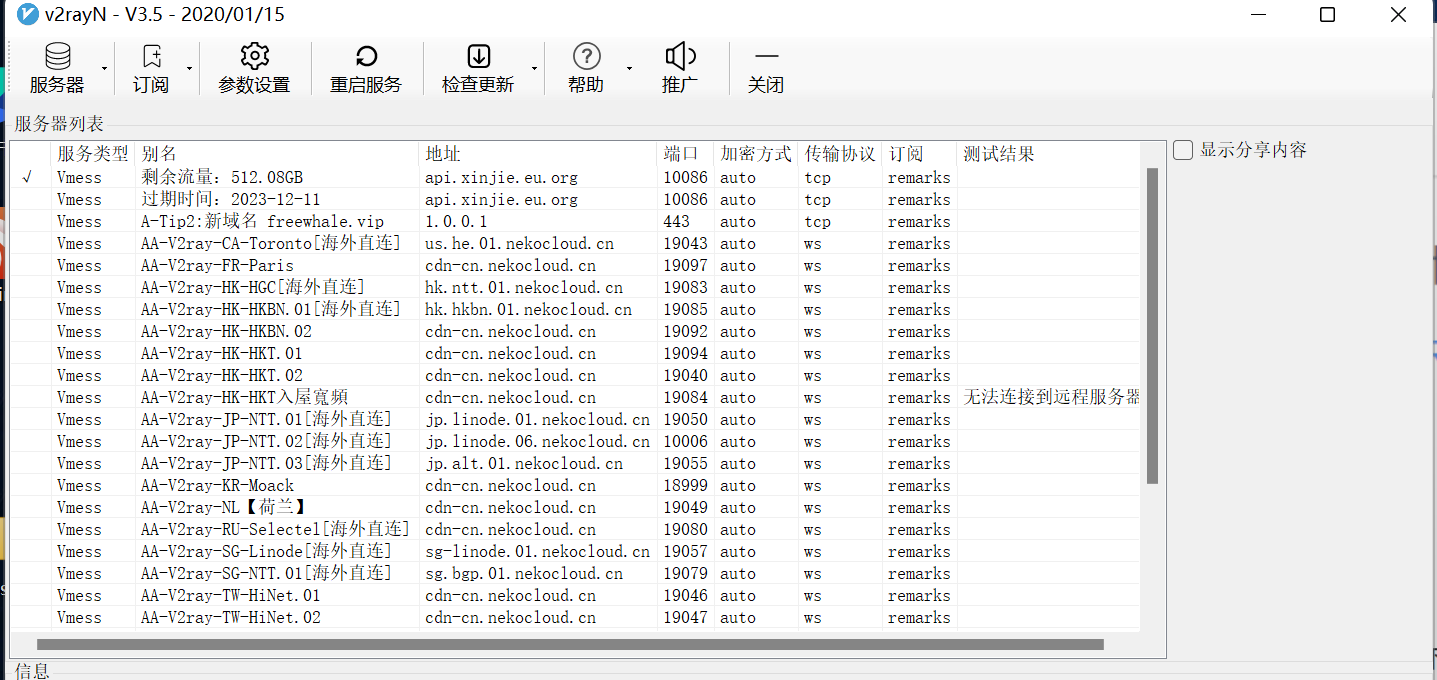 v2rayN - V3.5 - 2020/01/15
服务器 订阅 参数设置 重启服务 检查更新 帮助 推广 关闭
服务器列表
显示分享内容
服务类型 别名 地址 端口 加密方式 传输协议 订阅 测试结果
√ Vmess 剩余流量：512.08GB api.xinjie.eu.org 10086 auto tcp remarks
Vmess 过期时间：2023-12-11 api.xinjie.eu.org 10086 auto tcp remarks
Vmess A-Tip2:新域名 freewhale.vip 1.0.0.1 443 auto tcp remarks
Vmess AA-V2ray-CA-Toronto[海外直连] us.he.01.nekocloud.cn 19043 auto ws remarks
Vmess AA-V2ray-FR-Paris cdn-cn.nekocloud.cn 19097 auto ws remarks
Vmess AA-V2ray-HK-HGC[海外直连] hk.ntt.01.nekocloud.cn 19083 auto ws remarks
Vmess AA-V2ray-HK-HKBN.01[海外直连] hk.hkbn.01.nekocloud.cn 19085 auto ws remarks
Vmess AA-V2ray-HK-HKBN.02 cdn-cn.nekocloud.cn 19092 auto ws remarks
Vmess AA-V2ray-HK-HKT.01 cdn-cn.nekocloud.cn 19094 auto ws remarks
Vmess AA-V2ray-HK-HKT.02 cdn-cn.nekocloud.cn 19040 auto ws remarks
Vmess AA-V2ray-HK-HKT入屋寬頻 cdn-cn.nekocloud.cn 19084 auto ws remarks 无法连接到远程服务器
Vmess AA-V2ray-JP-NTT.01[海外直连] jp.linode.01.nekocloud.cn 19050 auto ws remarks
Vmess AA-V2ray-JP-NTT.02[海外直连] jp.linode.06.nekocloud.cn 10006 auto ws remarks
Vmess AA-V2ray-JP-NTT.03[海外直连] jp.alt.01.nekocloud.cn 19055 auto ws remarks
Vmess AA-V2ray-KR-Moack cdn-cn.nekocloud.cn 18999 auto ws remarks
Vmess AA-V2ray-NL【荷兰】 cdn-cn.nekocloud.cn 19049 auto ws remarks
Vmess AA-V2ray-RU-Selectel[海外直连] cdn-cn.nekocloud.cn 19080 auto ws remarks
Vmess AA-V2ray-SG-Linode[海外直连] sg-linode.01.nekocloud.cn 19057 auto ws remarks
Vmess AA-V2ray-SG-NTT.01[海外直连] sg.bgp.01.nekocloud.cn 19079 auto ws remarks
Vmess AA-V2ray-TW-HiNet.01 cdn-cn.nekocloud.cn 19046 auto ws remarks
Vmess AA-V2ray-TW-HiNet.02 cdn-cn.nekocloud.cn 19047 auto ws remarks
信息